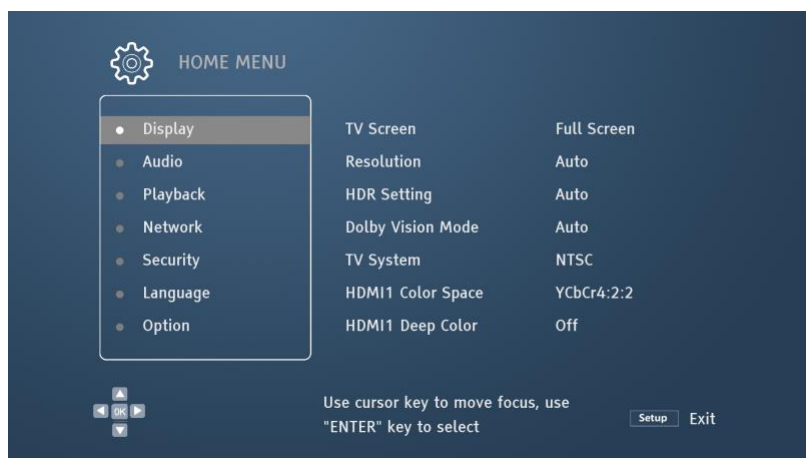 HOME MENU
Display TV Screen Full Screen
Audio Resolution Auto
Playback HDR Setting Auto
Network Dolby Vision Mode Auto
Security TV System NTSC
Language HDMI1 Color Space YCbCr4:2:2
Option HDMI1 Deep Color Off
OK
Use cursor key to move focus, use
"ENTER" key to select
Setup Exit